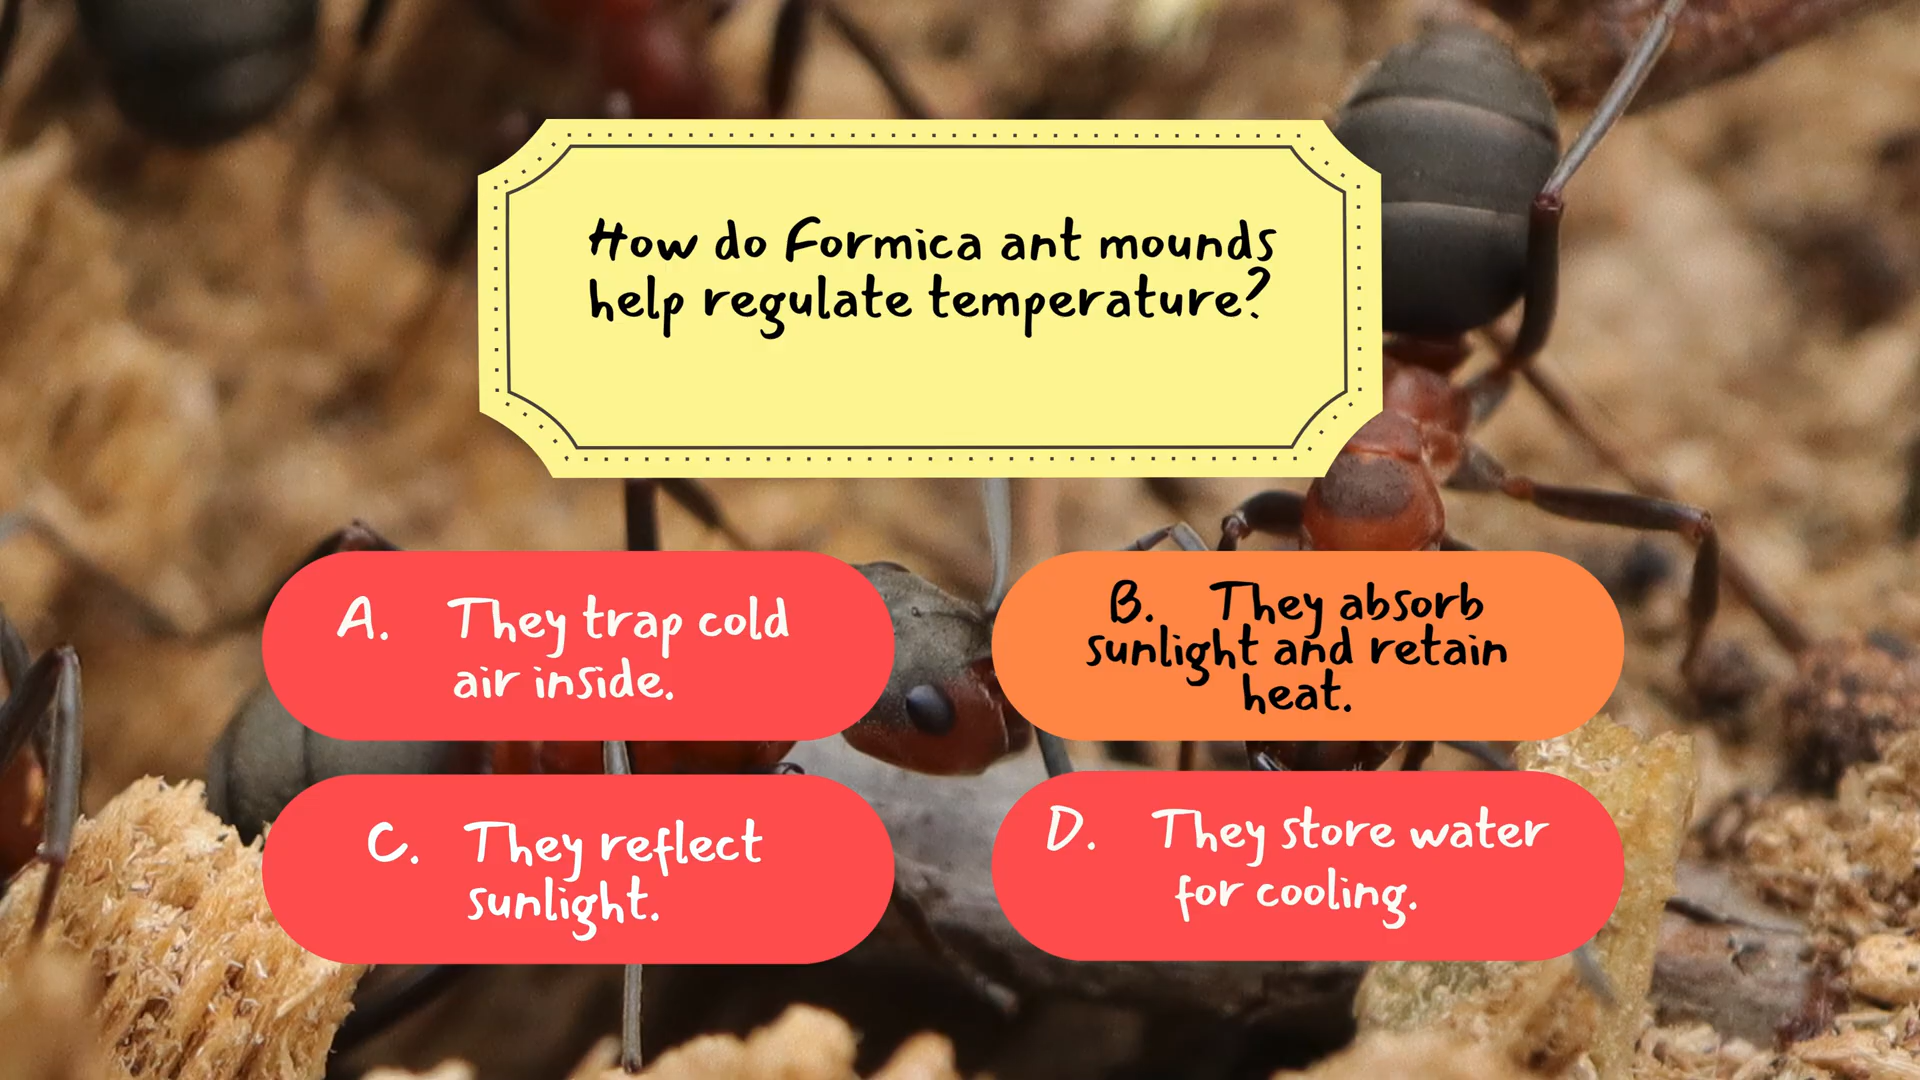 How do Formica ant mounds
help regulate temperature?
A. They trap cold
air inside.
B. They absorb
sunlight and retain
heat.
C. They reflect
sunlight.
D. They store water
for cooling.